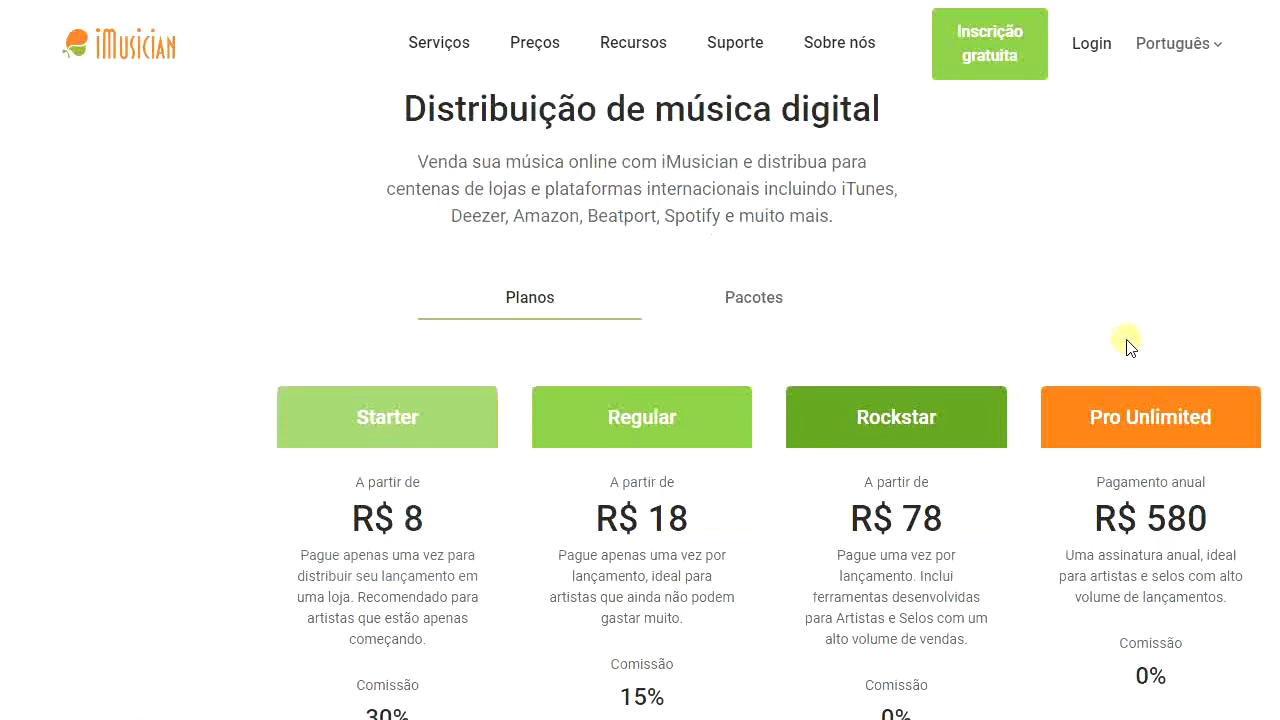 iMusician
Serviços
Preços
Recursos
Suporte
Sobre nós
Inscrição
gratuita
Login
Português
Distribuição de música digital
Venda sua música online com iMusician e distribua para
centenas de lojas e plataformas internacionais incluindo iTunes,
Deezer, Amazon, Beatport, Spotify e muito mais.
Planos
Pacotes
Starter
A partir de
R$ 8
Pague apenas uma vez para
distribuir seu lançamento em
uma loja. Recomendado para
artistas que estão apenas
começando.
Comissão
30%
Regular
A partir de
R$ 18
Pague apenas uma vez por
lançamento, ideal para
artistas que ainda não podem
gastar muito.
Comissão
15%
Rockstar
A partir de
R$ 78
Pague uma vez por
lançamento. Inclui
ferramentas desenvolvidas
para Artistas e Selos com um
alto volume de vendas.
Comissão
0%
Pro Unlimited
Pagamento anual
R$ 580
Uma assinatura anual, ideal
para artistas e selos com alto
volume de lançamentos.
Comissão
0%